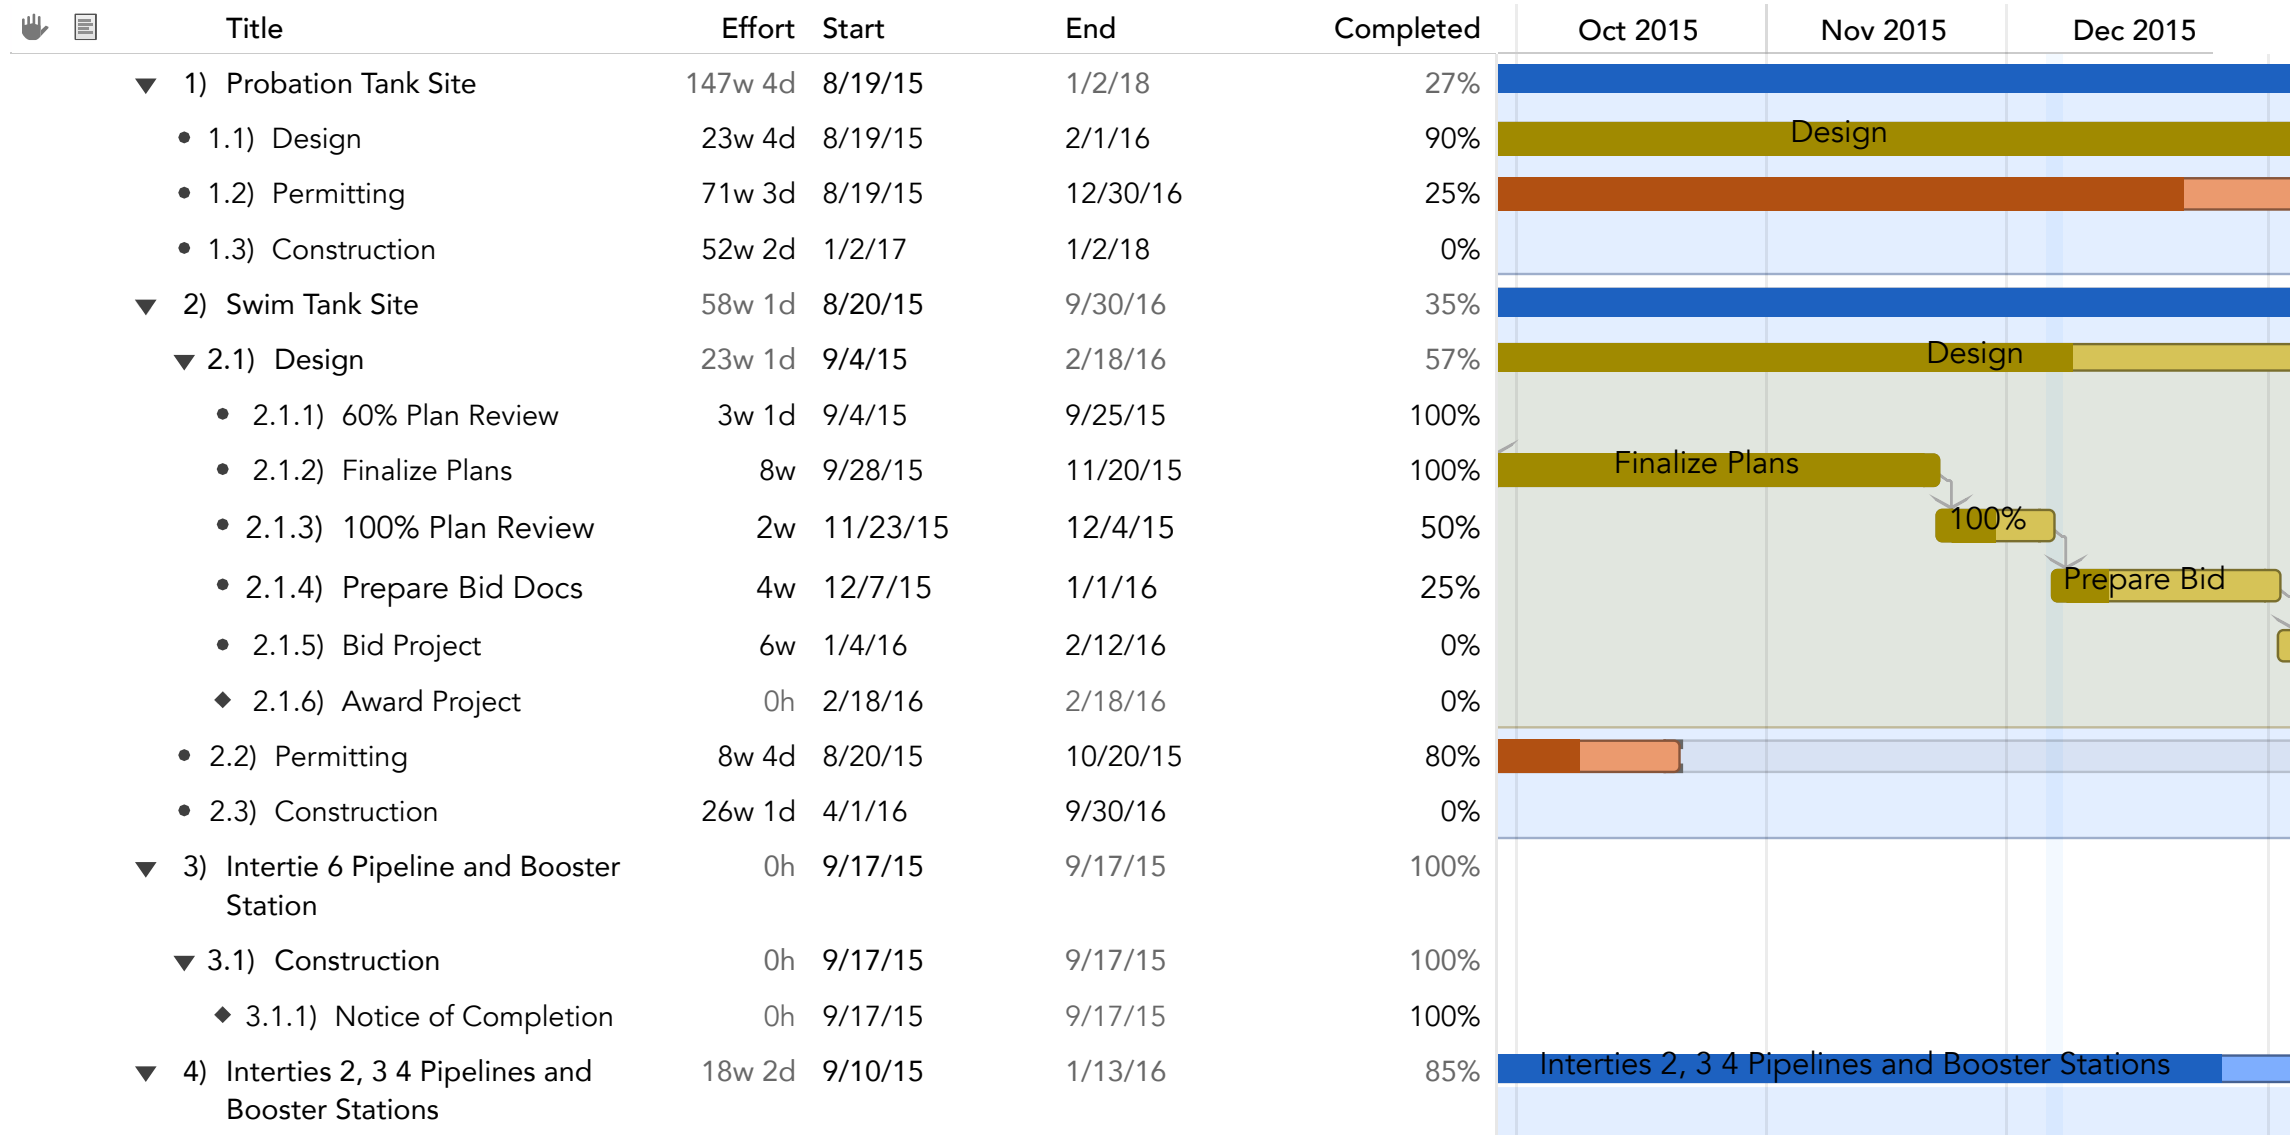 Title Effort Start End Completed Oct 2015 Nov 2015 Dec 2015
1) Probation Tank Site 147w 4d 8/19/15 1/2/18 27%
1.1) Design 23w 4d 8/19/15 2/1/16 90% Design
1.2) Permitting 71w 3d 8/19/15 12/30/16 25%
1.3) Construction 52w 2d 1/2/17 1/2/18 0%
2) Swim Tank Site 58w 1d 8/20/15 9/30/16 35%
2.1) Design 23w 1d 9/4/15 2/18/16 57% Design
2.1.1) 60% Plan Review 3w 1d 9/4/15 9/25/15 100%
2.1.2) Finalize Plans 8w 9/28/15 11/20/15 100% Finalize Plans
2.1.3) 100% Plan Review 2w 11/23/15 12/4/15 50% 100%
2.1.4) Prepare Bid Docs 4w 12/7/15 1/1/16 25% Prepare Bid
2.1.5) Bid Project 6w 1/4/16 2/12/16 0%
2.1.6) Award Project 0h 2/18/16 2/18/16 0%
2.2) Permitting 8w 4d 8/20/15 10/20/15 80%
2.3) Construction 26w 1d 4/1/16 9/30/16 0%
3) Intertie 6 Pipeline and Booster 0h 9/17/15 9/17/15 100%
Station
3.1) Construction 0h 9/17/15 9/17/15 100%
3.1.1) Notice of Completion 0h 9/17/15 9/17/15 100%
4) Interties 2, 3 4 Pipelines and 18w 2d 9/10/15 1/13/16 85% Interties 2, 3 4 Pipelines and Booster Stations
Booster Stations